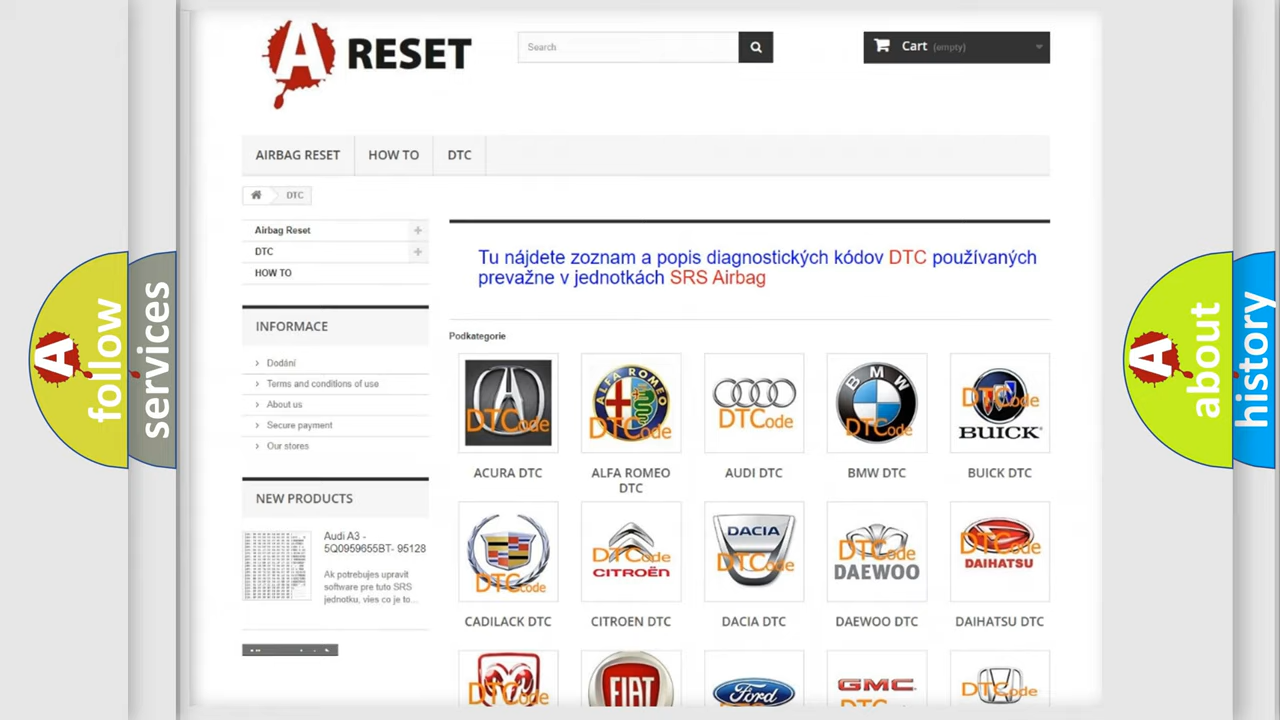 A RESET
Search
Cart (empty)
AIRBAG RESET
HOW TO
DTC
DTC
Airbag Reset
DTC
HOW TO
Tu nájdete zoznam a popis diagnostických kódov DTC používaných
prevažne v jednotkách SRS Airbag
INFORMACE
Dodání
Terms and conditions of use
About us
Secure payment
Our stores
Podkategorie
DTCode
ALFA ROMEO
DTCode
DTCode
BMW
DTCode
DTCode
BUICK
ACURA DTC
ALFA ROMEO
DTC
AUDI DTC
BMW DTC
BUICK DTC
NEW PRODUCTS
Audi A3 -
5Q0959655BT- 95128
Ak potrebujes upravit
software pre tuto SRS
jednotku, vies co je to...
DTCode
DTCode
CITROËN
DACIA
DTCode
DTCode
DAEWOO
DTCode
DAIHATSU
CADILACK DTC
CITROEN DTC
DACIA DTC
DAEWOO DTC
DAIHATSU DTC
DTCode
FIAT
Ford
GMC
DTCode
A
follow
services
A
about
history